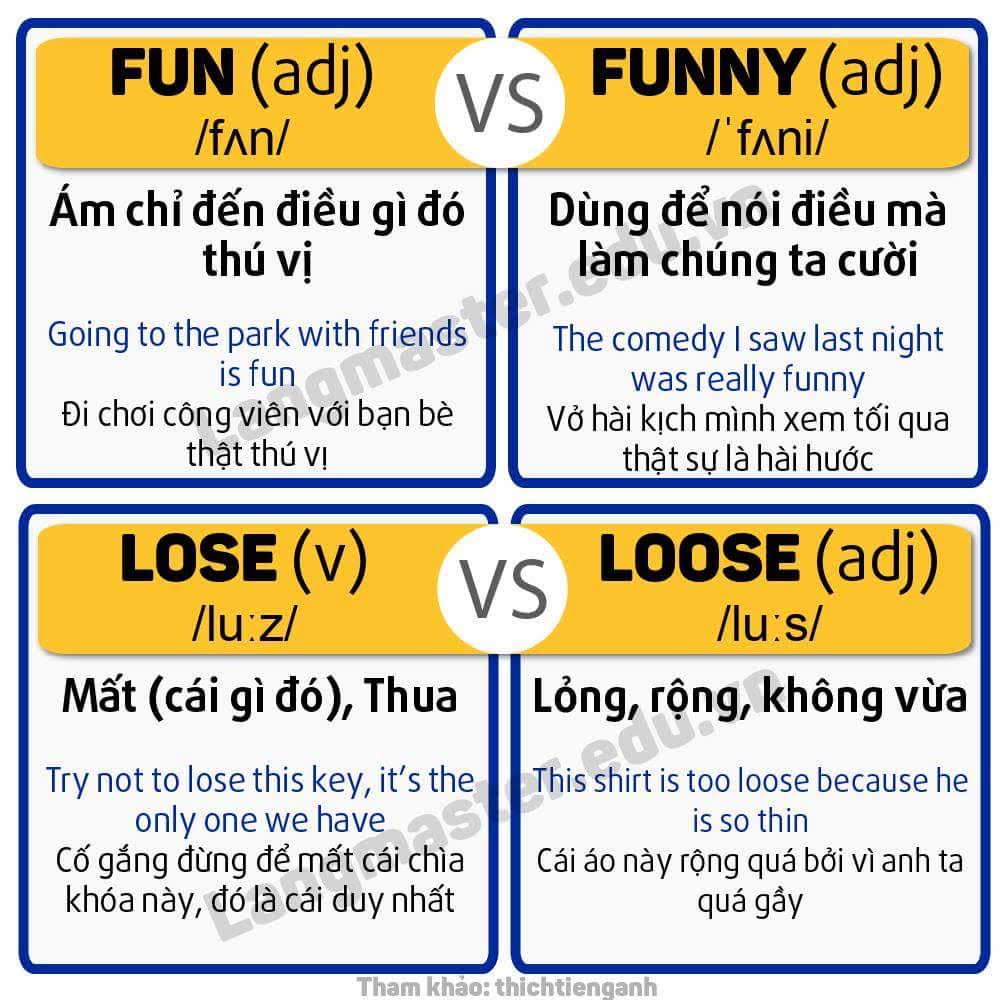 FUN (adj)
/fʌn/
VS
FUNNY (adj)
/ˈfʌni/
Ám chỉ đến điều gì đó
thú vị
Going to the park with friends
is fun
Đi chơi công viên với bạn bè
thật thú vị
Dùng để nói điều mà
làm chúng ta cười
The comedy I saw last night
was really funny
Vở hài kịch mình xem tối qua
thật sự là hài hước
Langmaster.edu.vn
LOSE (v)
/luːz/
VS
LOOSE (adj)
/luːs/
Mất (cái gì đó), Thua
Try not to lose this key, it's the
only one we have
Cố gắng đừng để mất cái chìa
khóa này, đó là cái duy nhất
Lỏng, rộng, không vừa
This shirt is too loose because he
is so thin
Cái áo này rộng quá bởi vì anh ta
quá gầy
Langmaster.edu.vn
Tham khảo: thichtienganh